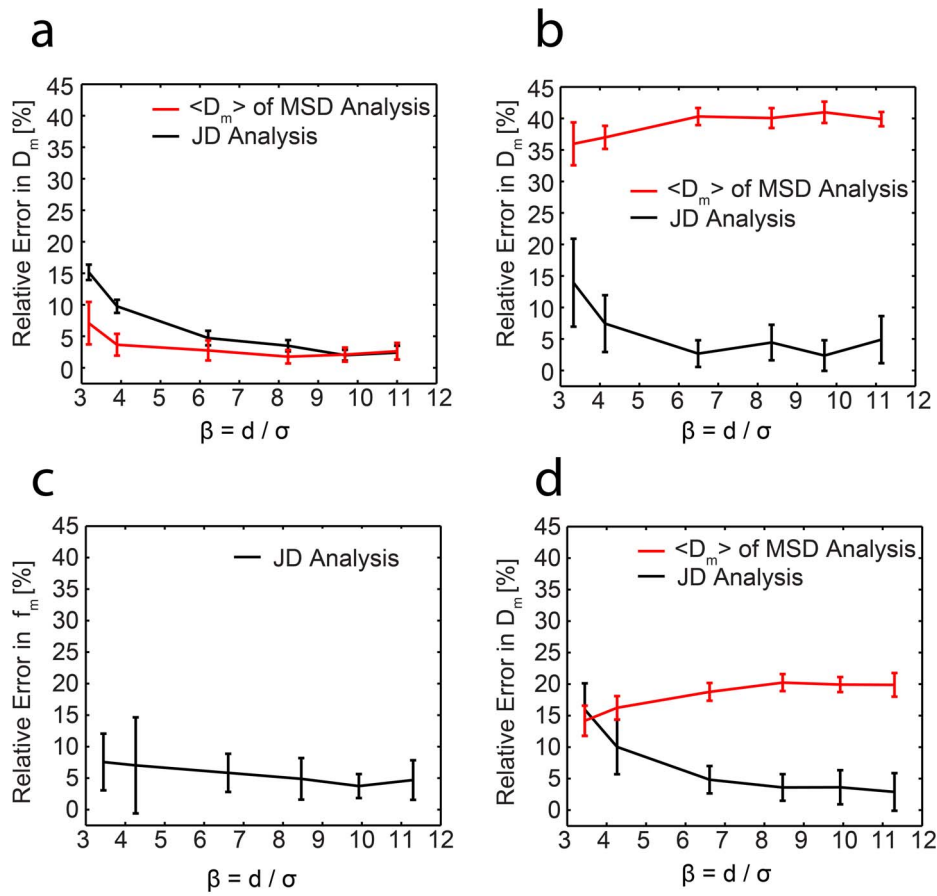 a
45
40
35
30
25
20
15
10
5
0
Relative Error in D_m [%]
<D_m> of MSD Analysis
JD Analysis
3 4 5 6 7 8 9 10 11 12
β = d / σ
b
45
40
35
30
25
20
15
10
5
0
Relative Error in D_m [%]
<D_m> of MSD Analysis
JD Analysis
3 4 5 6 7 8 9 10 11 12
β = d / σ
c
45
40
35
30
25
20
15
10
5
0
Relative Error in f_m [%]
JD Analysis
3 4 5 6 7 8 9 10 11 12
β = d / σ
d
45
40
35
30
25
20
15
10
5
0
Relative Error in D_m [%]
<D_m> of MSD Analysis
JD Analysis
3 4 5 6 7 8 9 10 11 12
β = d / σ